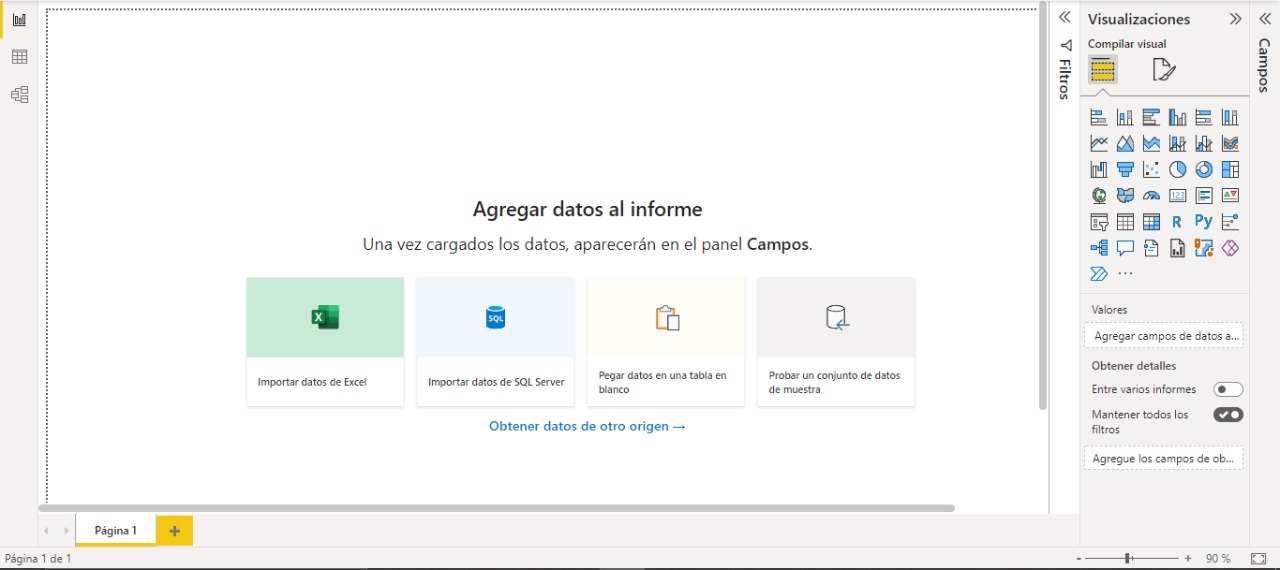 Visualizaciones
Compilar visual
Filtros
Campos
Agregar datos al informe
Una vez cargados los datos, aparecerán en el panel Campos.
X
SQL
Importar datos de Excel
Importar datos de SQL Server
Pegar datos en una tabla en
blanco
Probar un conjunto de datos
de muestra
Obtener datos de otro origen →
123
R
Py
...
Valores
Agregar campos de datos a...
Obtener detalles
Entre varios informes
Mantener todos los
filtros
Agregue los campos de ob...
Página 1
+
Página 1 de 1
- + 90 %